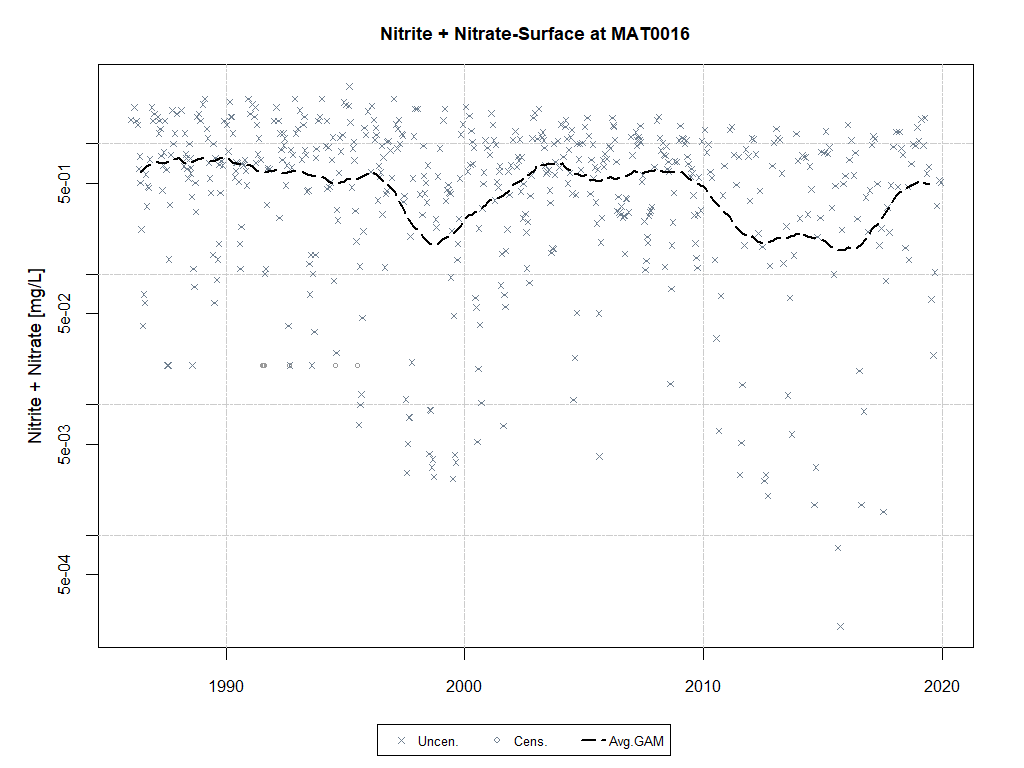 Nitrite + Nitrate-Surface at MAT0016
Nitrite + Nitrate [mg/L]
5e-01
5e-02
5e-03
5e-04
1990 2000 2010 2020
Uncen. Cens. Avg.GAM